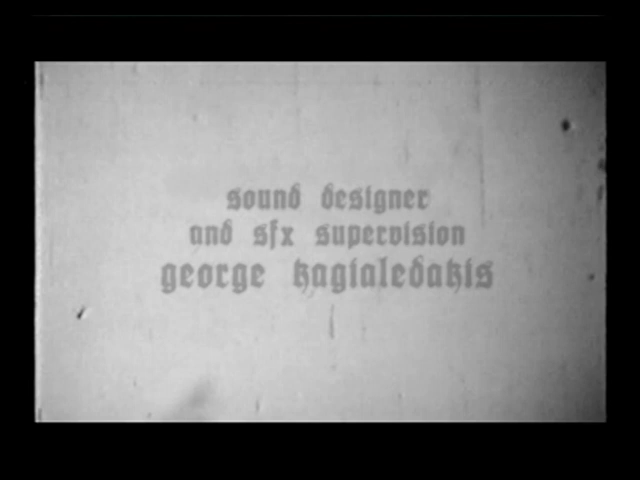 sound designer
and sfx supervision
george kagialedakis